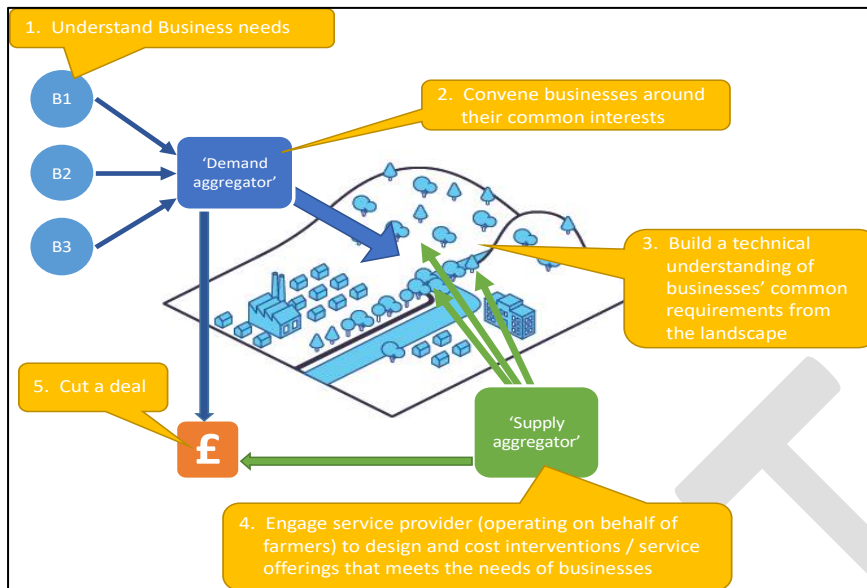 1. Understand Business needs
B1
2. Convene businesses around
their common interests
B2
'Demand
aggregator'
B3
3. Build a technical
understanding of
businesses' common
requirements from
the landscape
5. Cut a deal
£
'Supply
aggregator'
4. Engage service provider (operating on behalf of
farmers) to design and cost interventions / service
offerings that meets the needs of businesses